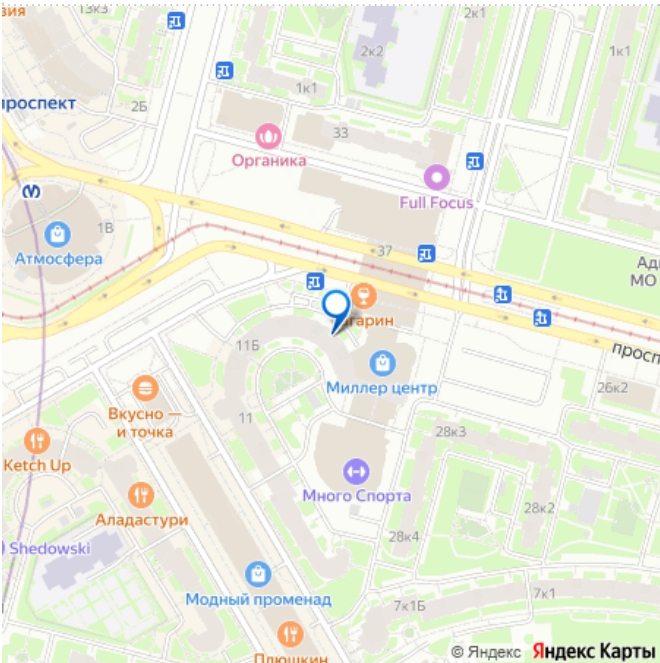 зия
13к3
2к1
2к2
1к1
1к1
проспект
2Б
33
Органика
Full Focus
1В
Атмосфера
37
Ад
МО
гагарин
просп
11Б
Миллер центр
26к2
Вкусно —
и точка
11
28к3
Ketch Up
Много Спорта
Аладастури
28к2
28к4
Shedowski
Модный променад
7к1
7к1Б
Плюшкин
© Яндекс Яндекс Карты